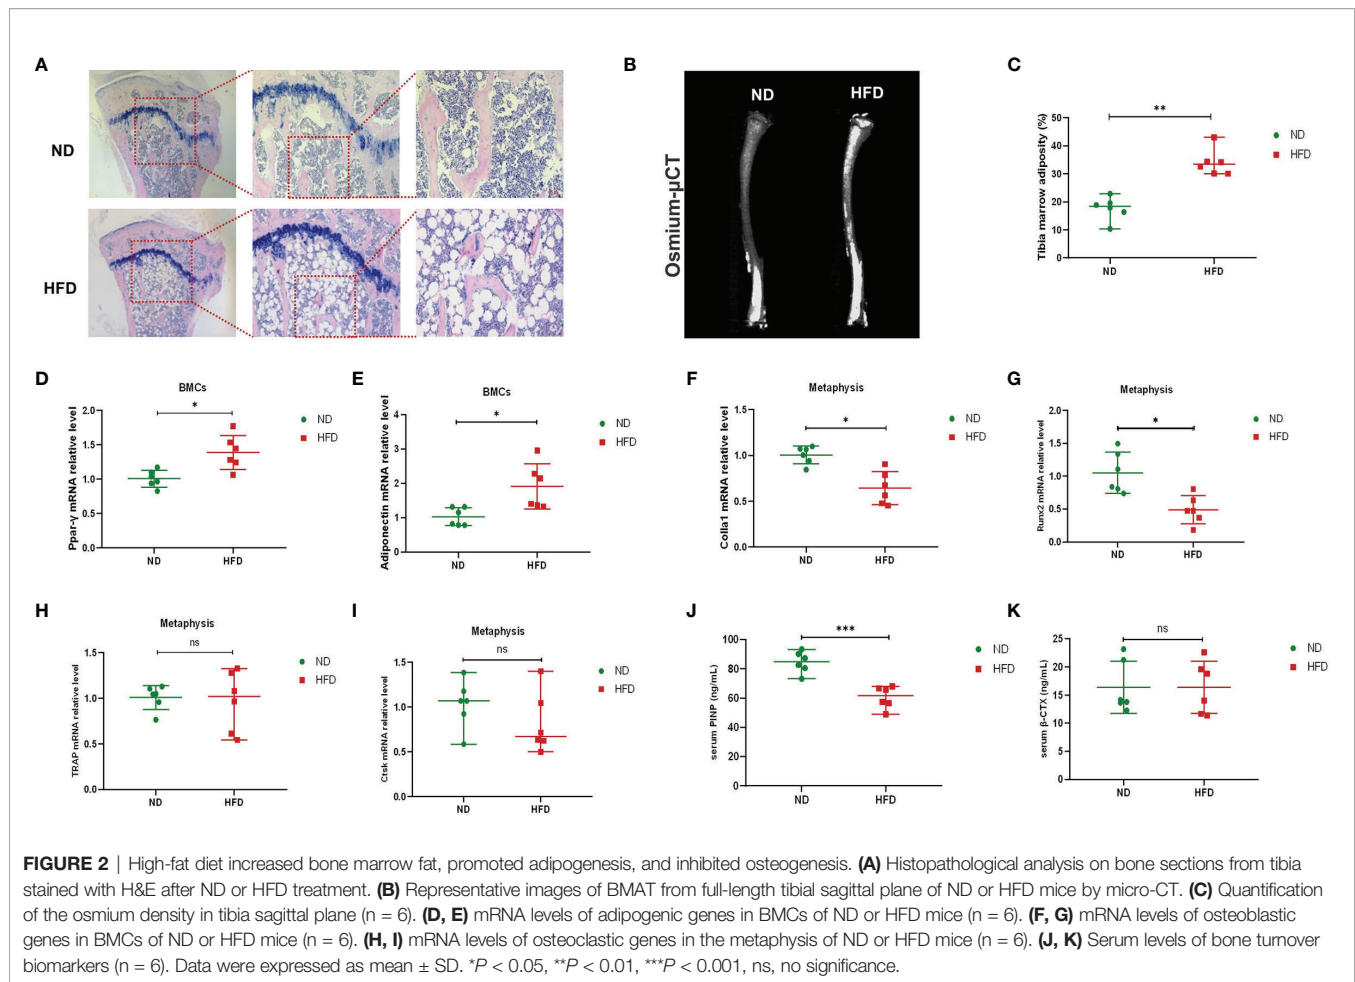 A
ND
HFD
B
ND
HFD
Osmium-μCT
C
Tibia marrow adiposity (%)
50
40
30
20
10
0
**
ND
HFD
ND
HFD
D
BMCs
Ppar-γ mRNA relative level
2.0
1.5
1.0
0.5
0.0
*
ND
HFD
ND
HFD
E
BMCs
Adiponectin mRNA relative level
4
3
2
1
0
*
ND
HFD
ND
HFD
F
Metaphysis
Colla1 mRNA relative level
1.5
1.0
0.5
0.0
*
ND
HFD
ND
HFD
G
Metaphysis
Runx2 mRNA relative level
2.0
1.5
1.0
0.5
0.0
*
ND
HFD
ND
HFD
H
Metaphysis
TRAP mRNA relative level
1.5
1.0
0.5
0.0
ns
ND
HFD
ND
HFD
I
Metaphysis
Ctsk mRNA relative level
1.5
1.0
0.5
0.0
ns
ND
HFD
ND
HFD
J
serum PINP (ng/mL)
100
80
60
40
20
0
***
ND
HFD
ND
HFD
K
serum β-CTX (ng/mL)
25
20
15
10
5
0
ns
ND
HFD
ND
HFD
FIGURE 2 | High-fat diet increased bone marrow fat, promoted adipogenesis, and inhibited osteogenesis. (A) Histopathological analysis on bone sections from tibia
stained with H&E after ND or HFD treatment. (B) Representative images of BMAT from full-length tibial sagittal plane of ND or HFD mice by micro-CT. (C) Quantification
of the osmium density in tibia sagittal plane (n = 6). (D, E) mRNA levels of adipogenic genes in BMCs of ND or HFD mice (n = 6). (F, G) mRNA levels of osteoblastic
genes in BMCs of ND or HFD mice (n = 6). (H, I) mRNA levels of osteoclastic genes in the metaphysis of ND or HFD mice (n = 6). (J, K) Serum levels of bone turnover
biomarkers (n = 6). Data were expressed as mean ± SD. *P < 0.05, **P < 0.01, ***P < 0.001, ns, no significance.